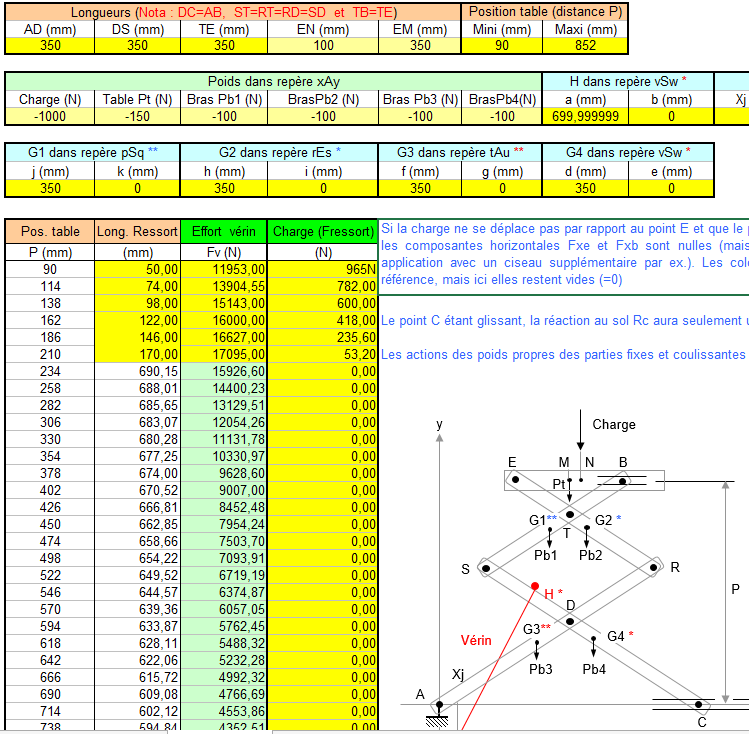 Longueurs (Nota : DC=AB, ST=RT=RD=SD et TB=TE) Position table (distance P)
AD (mm) DS (mm) TE (mm) EN (mm) EM (mm) Mini (mm) Maxi (mm)
350 350 350 100 350 90 852
Poids dans repère xAy H dans repère vSw *
Charge (N) Table Pt (N) Bras Pb1 (N) BrasPb2 (N) Bras Pb3 (N) BrasPb4(N) a (mm) b (mm) Xj
-1000 -150 -100 -100 -100 -100 699,999999 0
G1 dans repère pSq ** G2 dans repère rEs * G3 dans repère tAu ** G4 dans repère vSw *
j (mm) k (mm) h (mm) i (mm) f (mm) g (mm) d (mm) e (mm)
350 0 350 0 350 0 350 0
Pos. table Long. Ressort Effort vérin Charge (Fressort)
P (mm) (mm) Fv (N) (N)
90 50,00 11953,00 965N
114 74,00 13904,55 782,00
138 98,00 15143,00 600,00
162 122,00 16000,00 418,00
186 146,00 16627,00 235,60
210 170,00 17095,00 53,20
234 690,15 15926,60 0,00
258 688,01 14400,23 0,00
282 685,65 13129,51 0,00
306 683,07 12054,26 0,00
330 680,28 11131,78 0,00
354 677,25 10330,97 0,00
378 674,00 9628,60 0,00
402 670,52 9007,00 0,00
426 666,81 8452,48 0,00
450 662,85 7954,24 0,00
474 658,66 7503,70 0,00
498 654,22 7093,91 0,00
522 649,52 6719,19 0,00
546 644,57 6374,87 0,00
570 639,36 6057,05 0,00
594 633,87 5762,45 0,00
618 628,11 5488,32 0,00
642 622,06 5232,28 0,00
666 615,72 4992,32 0,00
690 609,08 4766,69 0,00
714 602,12 4553,86 0,00
738 594,84 4352,51 0,00
Si la charge ne se déplace pas par rapport au point E et que le
les composantes horizontales Fxe et Fxb sont nulles (mais
application avec un ciseau supplémentaire par ex.). Les
référence, mais ici elles restent vides (=0)
Le point C étant glissant, la réaction au sol Rc aura seulement
Les actions des poids propres des parties fixes et coulissantes
y Charge
E M N B
Pt
G1** G2 *
T
Pb1 Pb2
S R
H * P
D
G3** G4 *
Vérin
Pb3 Pb4
Xj
A
C